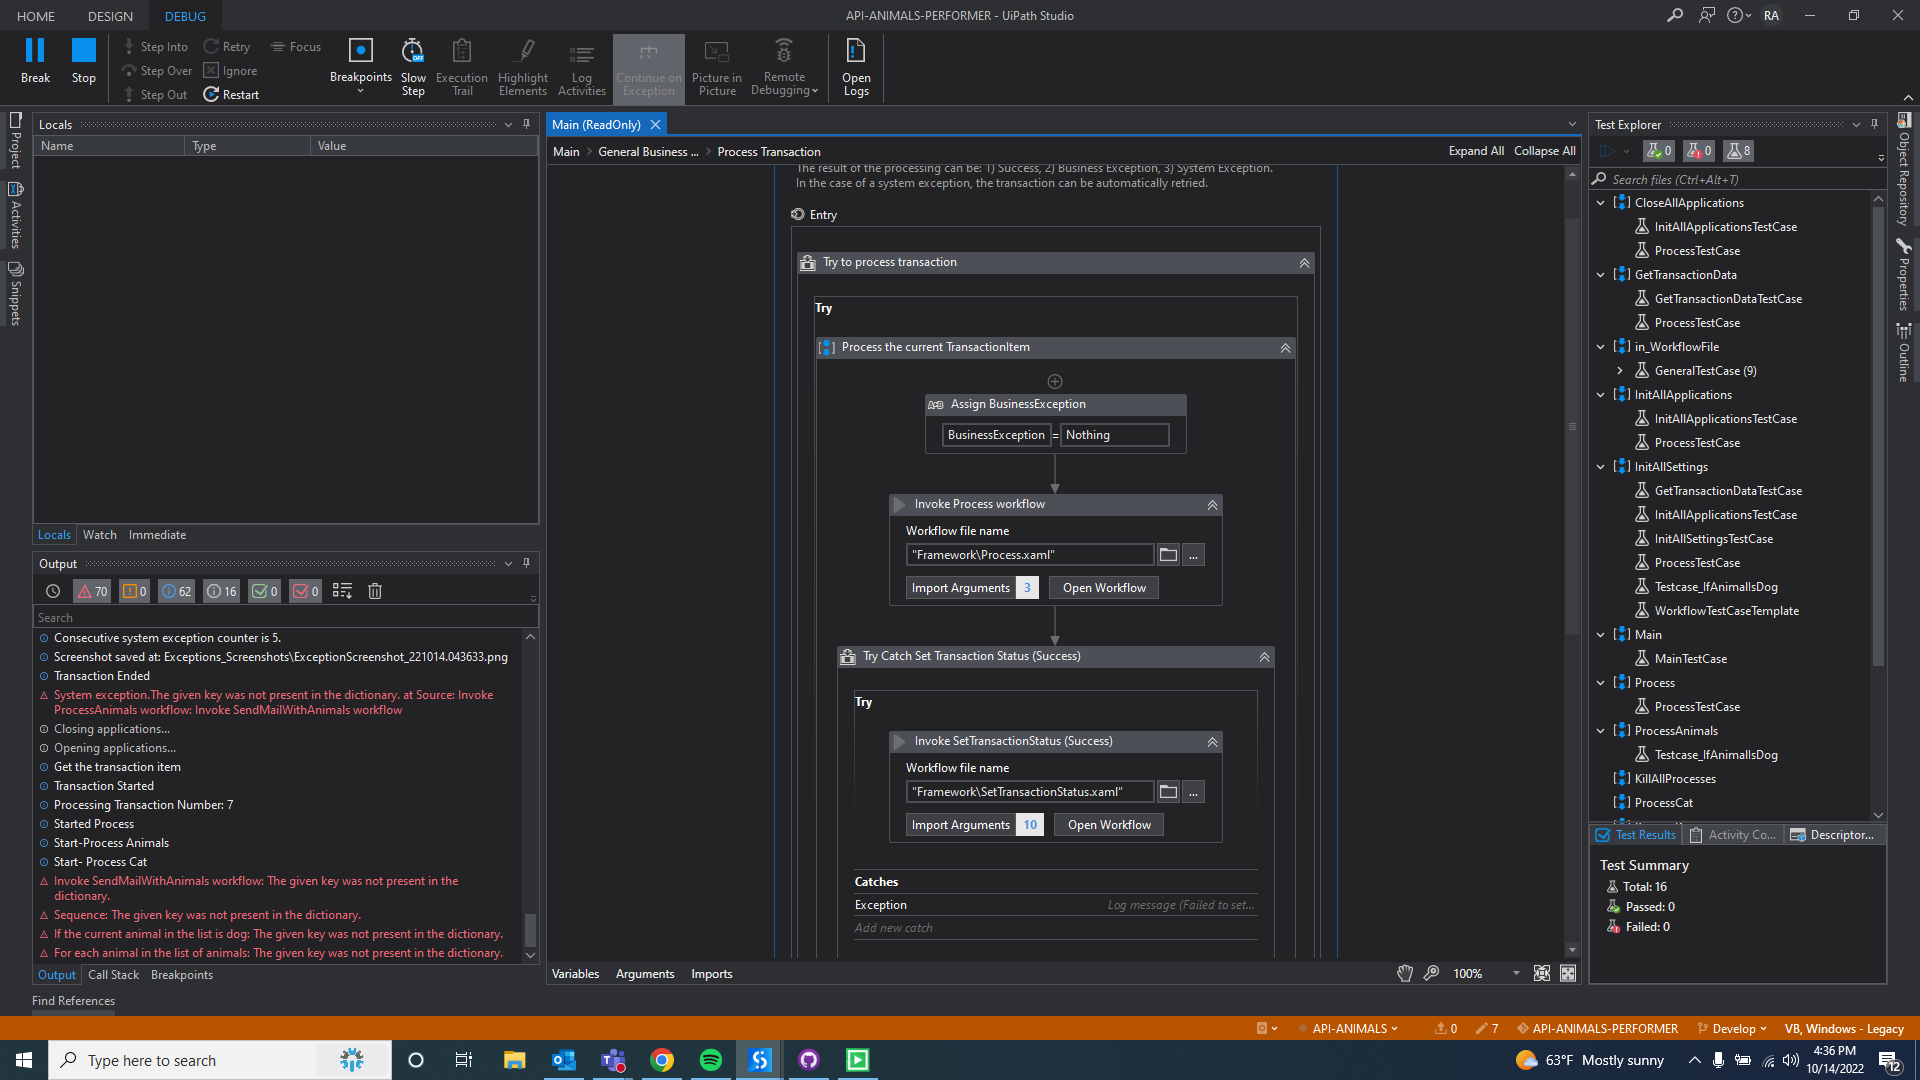 HOME DESIGN DEBUG
API-ANIMALS-PERFORMER - UiPath Studio
RA
Break
Stop
Step Into
Step Over
Step Out
Retry
Ignore
Restart
Focus
Breakpoints
Slow Step
Execution Trail
Highlight Elements
Log Activities
Continue on Exception
Picture in Picture
Remote Debugging
Open Logs
Project
Activities
Snippets
Locals
Name Type Value
Locals Watch Immediate
Output
70 0 62 16 0 0
Search
Consecutive system exception counter is 5.
Screenshot saved at: Exceptions_Screenshots\ExceptionScreenshot_221014.043633.png
Transaction Ended
System exception.The given key was not present in the dictionary. at Source: Invoke
ProcessAnimals workflow: Invoke SendMailWithAnimals workflow
Closing applications...
Opening applications...
Get the transaction item
Transaction Started
Processing Transaction Number: 7
Started Process
Start-Process Animals
Start- Process Cat
Invoke SendMailWithAnimals workflow: The given key was not present in the
dictionary.
Sequence: The given key was not present in the dictionary.
If the current animal in the list is dog: The given key was not present in the dictionary.
For each animal in the list of animals: The given key was not present in the dictionary.
Output Call Stack Breakpoints
Find References
Main (ReadOnly)
Main > General Business ... > Process Transaction
Expand All Collapse All
The result of the processing can be: 1) Success, 2) Business Exception, 3) System Exception.
In the case of a system exception, the transaction can be automatically retried.
Entry
Try to process transaction
Try
Process the current TransactionItem
A=B Assign BusinessException
BusinessException = Nothing
Invoke Process workflow
Workflow file name
"Framework\Process.xaml" ...
Import Arguments 3 Open Workflow
Try Catch Set Transaction Status (Success)
Try
Invoke SetTransactionStatus (Success)
Workflow file name
"Framework\SetTransactionStatus.xaml" ...
Import Arguments 10 Open Workflow
Catches
Exception Log message (Failed to set...
Add new catch
Variables Arguments Imports
100%
Test Explorer
0 0 8
Search files (Ctrl+Alt+T)
CloseAllApplications
InitAllApplicationsTestCase
ProcessTestCase
GetTransactionData
GetTransactionDataTestCase
ProcessTestCase
in_WorkflowFile
GeneralTestCase (9)
InitAllApplications
InitAllApplicationsTestCase
ProcessTestCase
InitAllSettings
GetTransactionDataTestCase
InitAllApplicationsTestCase
InitAllSettingsTestCase
ProcessTestCase
Testcase_IfAnimalIsDog
WorkflowTestCaseTemplate
Main
MainTestCase
Process
ProcessTestCase
ProcessAnimals
Testcase_IfAnimalIsDog
KillAllProcesses
ProcessCat
Test Results Activity Co... Descriptor...
Test Summary
Total: 16
Passed: 0
Failed: 0
Object Repository
Properties
Outline
API-ANIMALS 0 7 API-ANIMALS-PERFORMER Develop VB, Windows - Legacy
Type here to search
63°F Mostly sunny
4:36 PM
10/14/2022
12